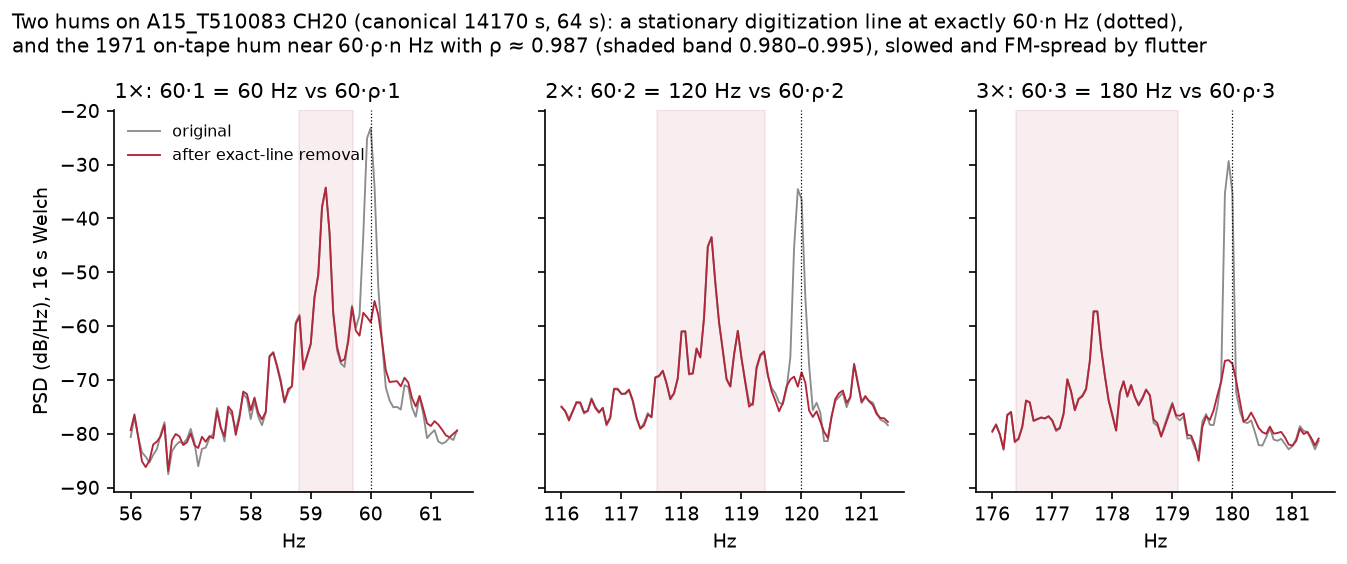 Two hums on A15_T510083 CH20 (canonical 14170 s, 64 s): a stationary digitization line at exactly 60·n Hz (dotted),
and the 1971 on-tape hum near 60·ρ·n Hz with ρ ≈ 0.987 (shaded band 0.980–0.995), slowed and FM-spread by flutter
1×: 60·1 = 60 Hz vs 60·ρ·1
2×: 60·2 = 120 Hz vs 60·ρ·2
3×: 60·3 = 180 Hz vs 60·ρ·3
PSD (dB/Hz), 16 s Welch
−20
−30
−40
−50
−60
−70
−80
−90
original
after exact-line removal
56 57 58 59 60 61
116 117 118 119 120 121
176 177 178 179 180 181
Hz
Hz
Hz